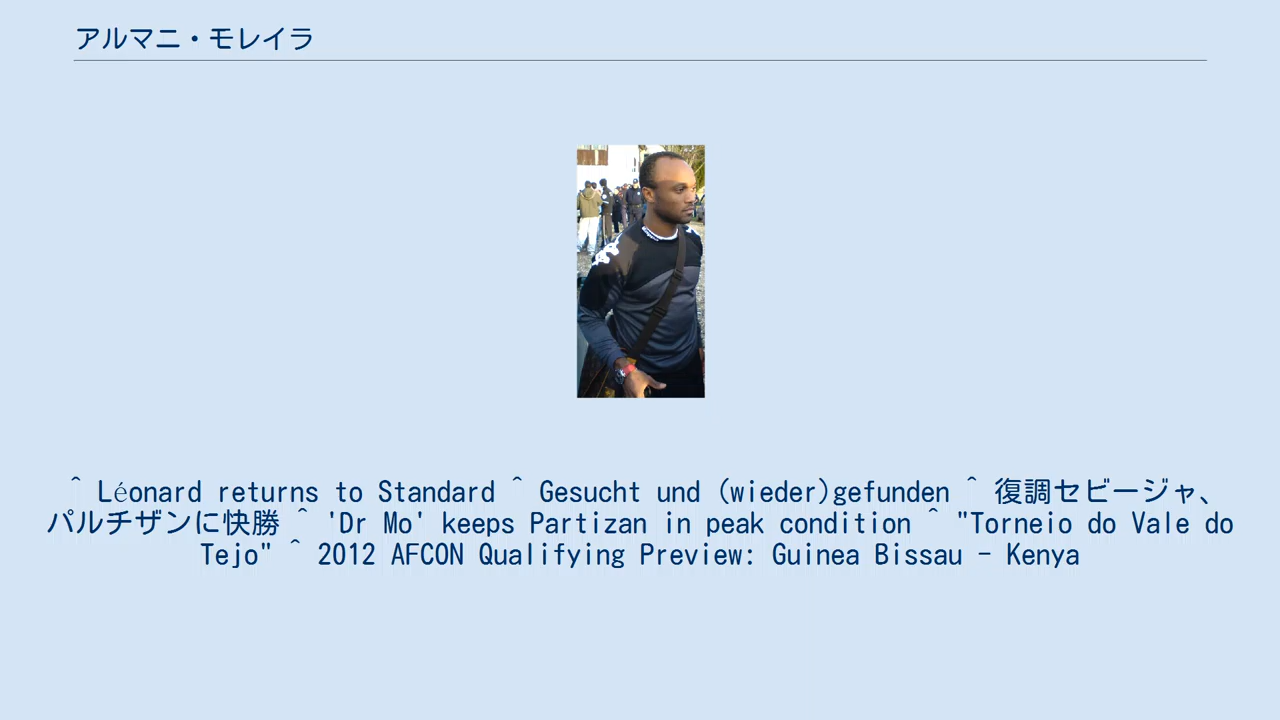 アルマニ・モレイラ
^ Léonard returns to Standard ^ Gesucht und (wieder)gefunden ^ 復調セビージャ、
パルチザンに快勝 ^ 'Dr Mo' keeps Partizan in peak condition ^ "Torneio do Vale do
Tejo" ^ 2012 AFCON Qualifying Preview: Guinea Bissau - Kenya